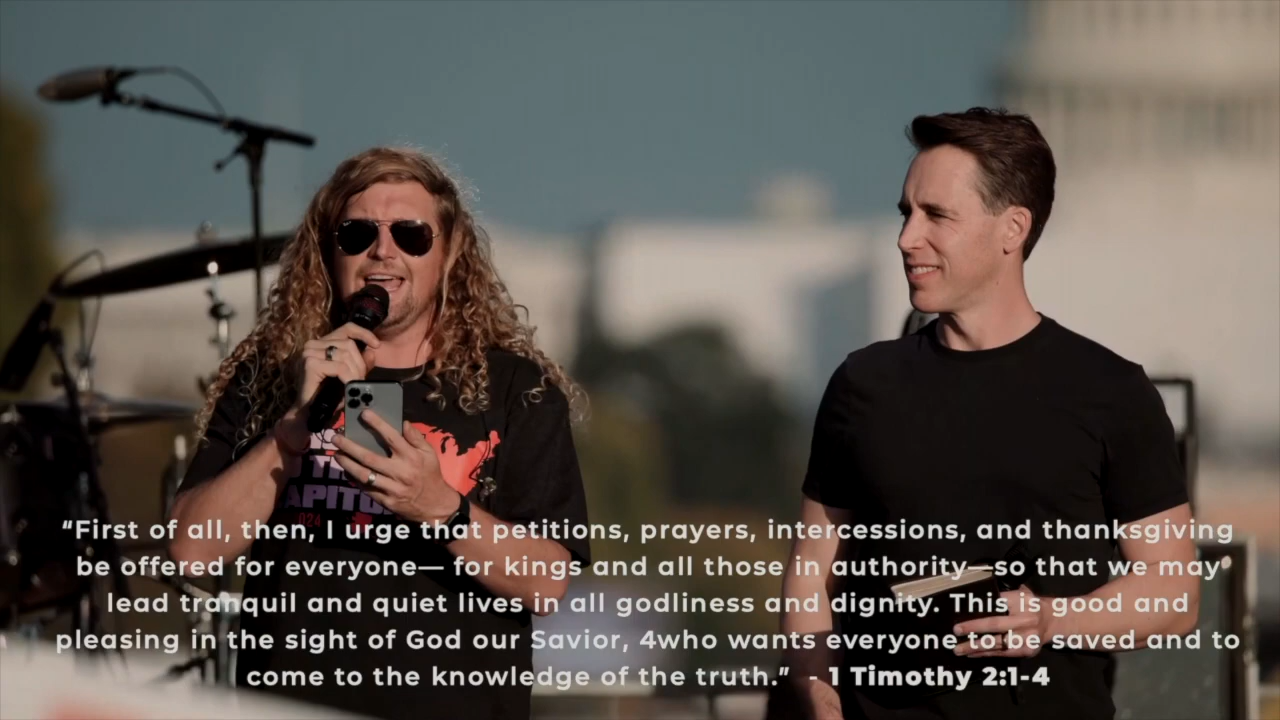 “First of all, then, I urge that petitions, prayers, intercessions, and thanksgiving
be offered for everyone— for kings and all those in authority—so that we may
lead tranquil and quiet lives in all godliness and dignity. This is good and
pleasing in the sight of God our Savior, 4who wants everyone to be saved and to
come to the knowledge of the truth.” - 1 Timothy 2:1-4